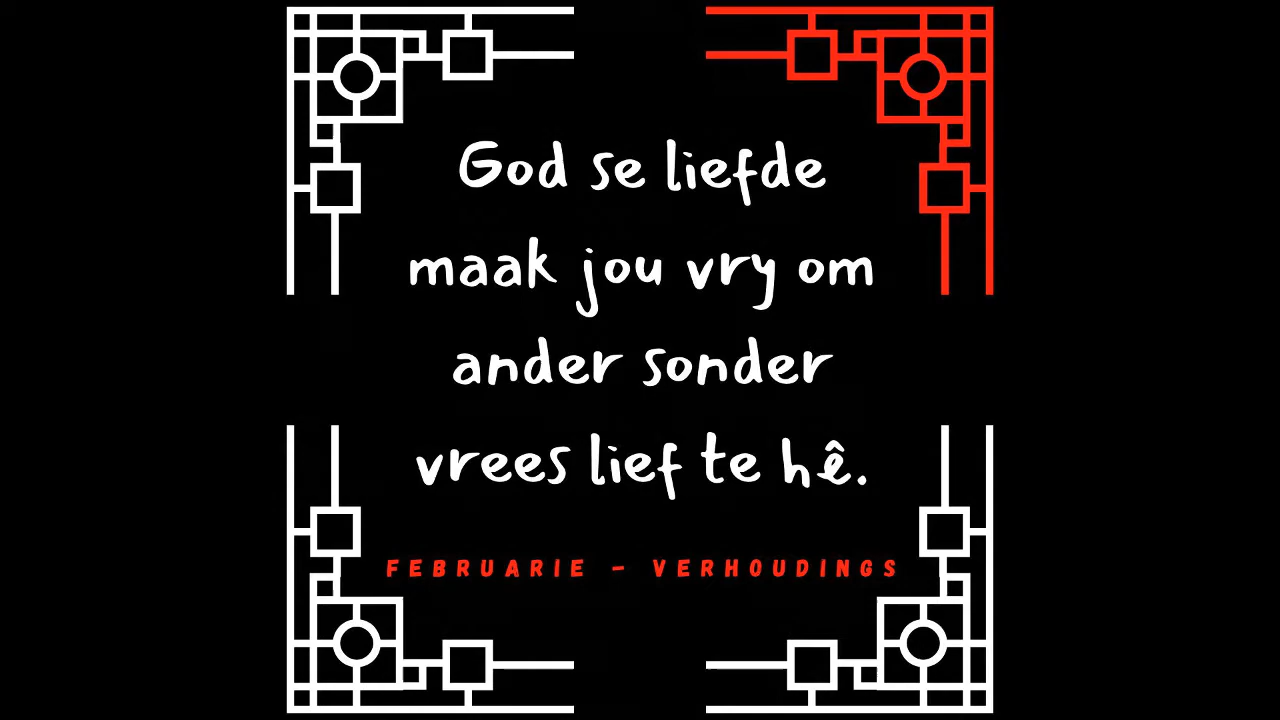 God se liefde
maak jou vry om
ander sonder
vrees lief te hê.
FEBRUARIE - VERHOUDINGS